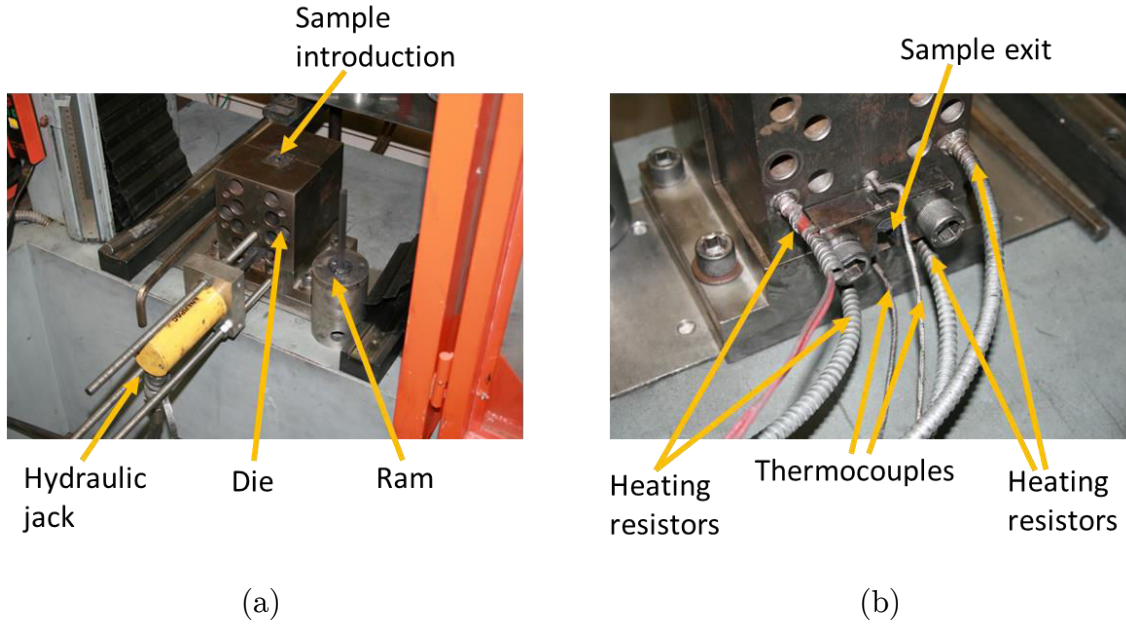 Sample
introduction
Sample exit
Hydraulic
jack
Die
Ram
Heating
resistors
Thermocouples
Heating
resistors
(a)
(b)